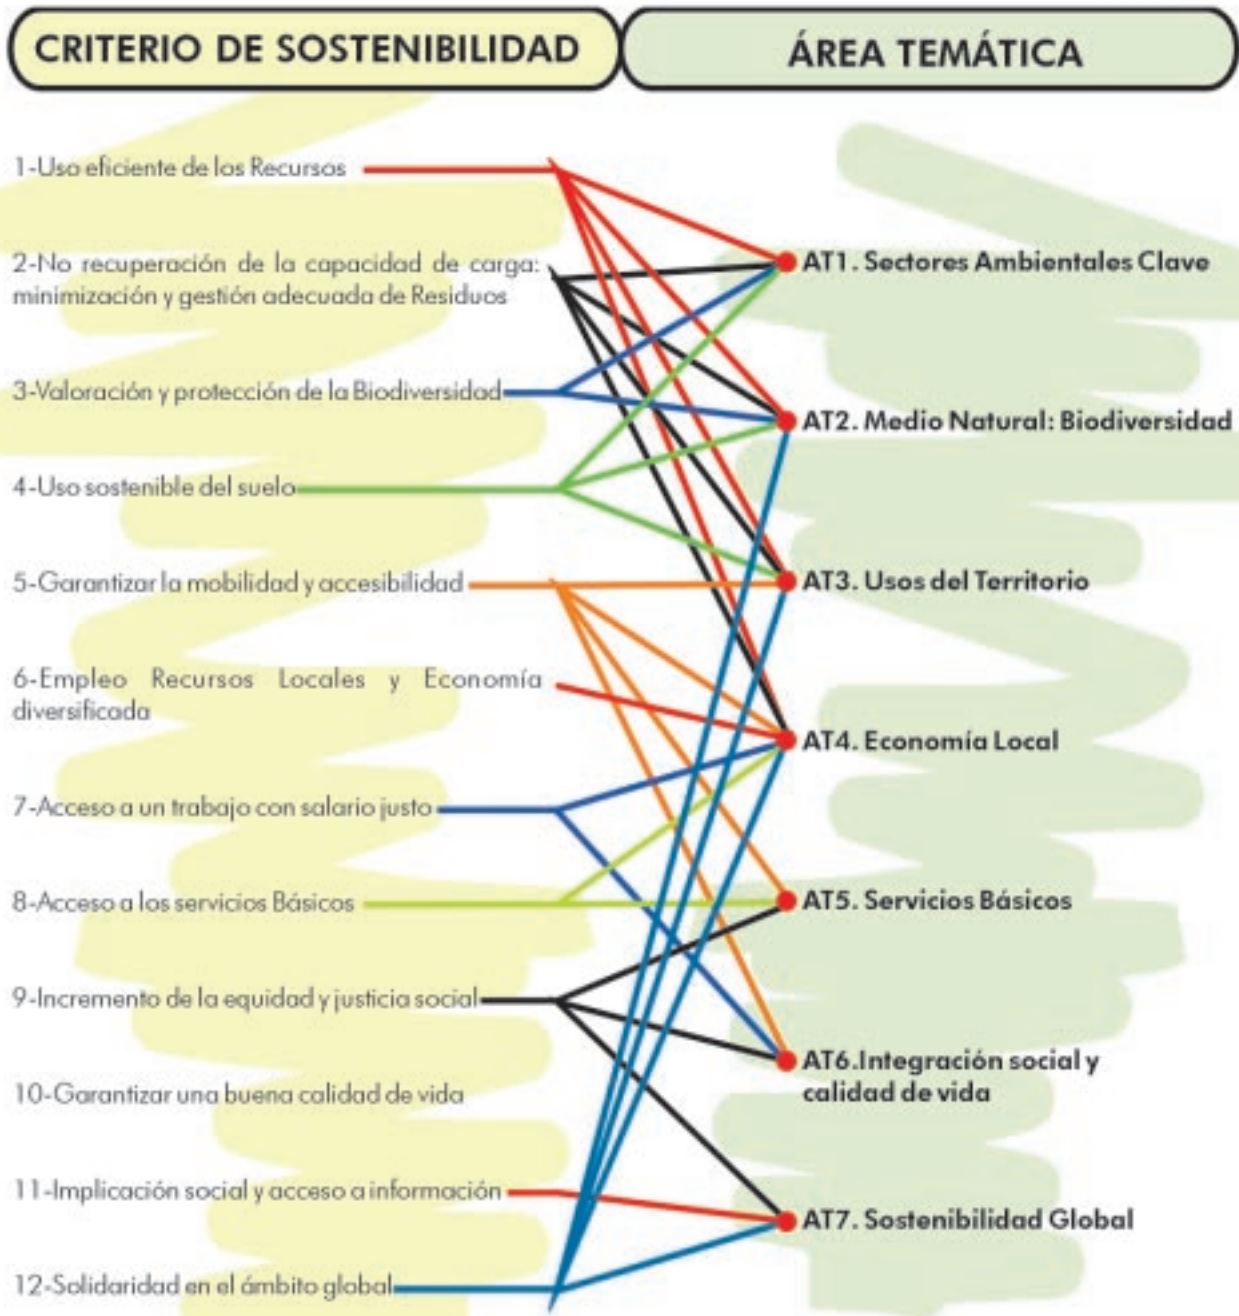 CRITERIO DE SOSTENIBILIDAD
ÁREA TEMÁTICA
1-Uso eficiente de los Recursos
2-No recuperación de la capacidad de carga:
minimización y gestión adecuada de Residuos
3-Valoración y protección de la Biodiversidad
4-Uso sostenible del suelo
5-Garantizar la mobilidad y accesibilidad
6-Empleo Recursos Locales y Economía
diversificada
7-Acceso a un trabajo con salario justo
8-Acceso a los servicios Básicos
9-Incremento de la equidad y justicia social
10-Garantizar una buena calidad de vida
11-Implicación social y acceso a información
12-Solidaridad en el ámbito global
AT1. Sectores Ambientales Clave
AT2. Medio Natural: Biodiversidad
AT3. Usos del Territorio
AT4. Economía Local
AT5. Servicios Básicos
AT6.Integración social y
calidad de vida
AT7. Sostenibilidad Global